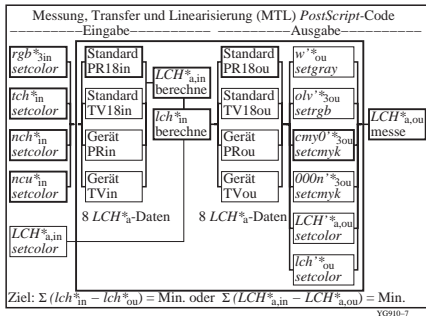 Messung, Transfer und Linearisierung (MTL) PostScript-Code
Eingabe
Ausgabe
rgb*3in
setcolor
tch*in
setcolor
nch*in
setcolor
ncu*in
setcolor
LCH*a,in
setcolor
Standard
PR18in
Standard
TV18in
Gerät
PRin
Gerät
TVin
8 LCH*a-Daten
LCH*a,in
berechne
lch*in
berechne
Standard
PR18ou
Standard
TV18ou
Gerät
PRou
Gerät
TVou
8 LCH*a-Daten
w'*ou
setgray
olv'*3ou
setrgb
cmy0'*3ou
setcmyk
000n'*3ou
setcmyk
LCH'*a,ou
setcolor
lch'*ou
setcolor
LCH*a,ou
messe
Ziel: Σ (lch*in – lch*ou) = Min. oder Σ (LCH*a,in – LCH*a,ou) = Min.
YG910-7